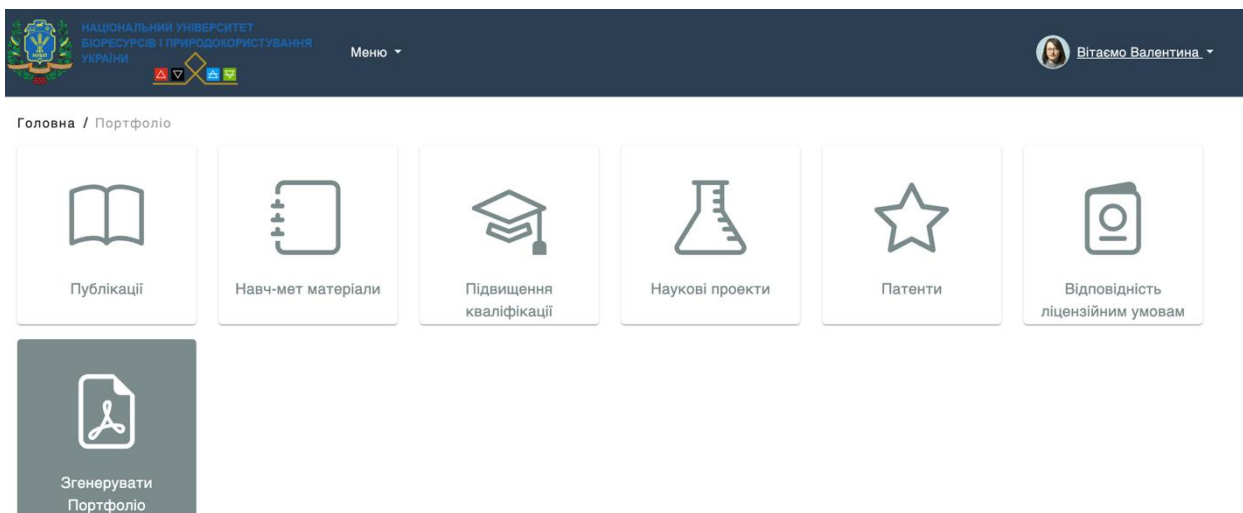 НАЦІОНАЛЬНИЙ УНІВЕРСИТЕТ
БІОРЕСУРСІВ І ПРИРОДОКОРИСТУВАННЯ
УКРАЇНИ
Меню
Вітаємо Валентина
Головна / Портфоліо
Публікації
Навч-мет матеріали
Підвищення
кваліфікації
Наукові проекти
Патенти
Відповідність
ліцензійним умовам
Згенерувати
Портфоліо